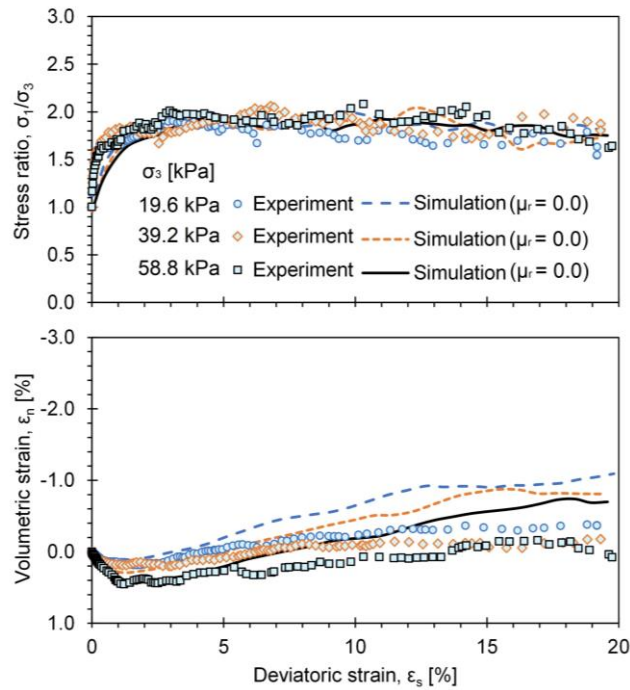 3.0
2.5
2.0
1.5
1.0
0.5
0.0
Stress ratio, σ₁/σ₃
σ₃ [kPa]
19.6 kPa Experiment Simulation (μᵣ = 0.0)
39.2 kPa Experiment Simulation (μᵣ = 0.0)
58.8 kPa Experiment Simulation (μᵣ = 0.0)
-3.0
-2.0
-1.0
0.0
1.0
Volumetric strain, εₙ [%]
0 5 10 15 20
Deviatoric strain, εₛ [%]